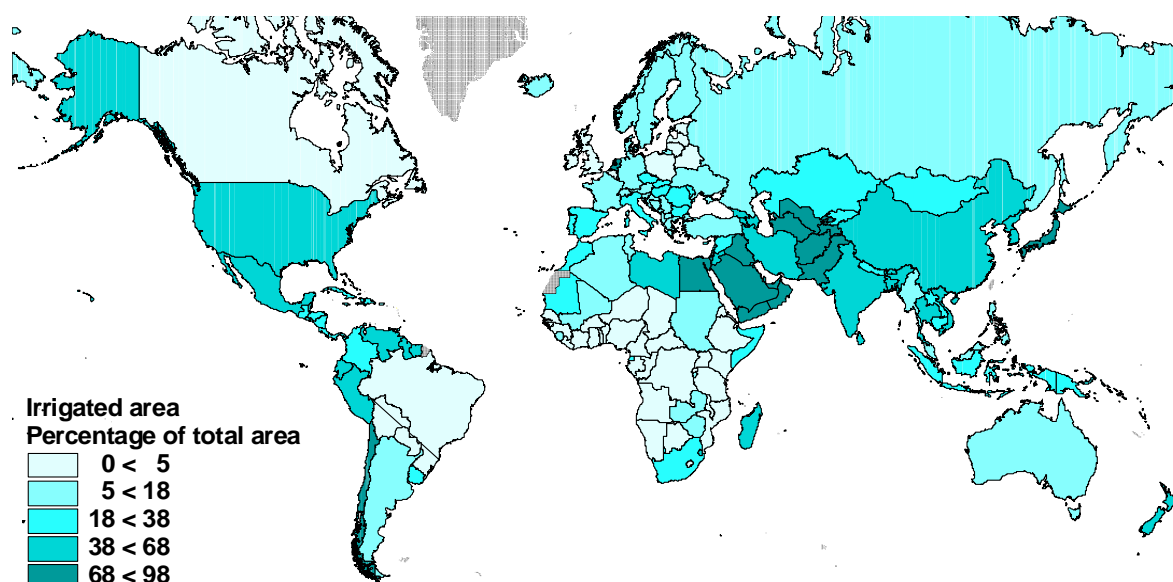 Irrigated area
Percentage of total area
0 < 5
5 < 18
18 < 38
38 < 68
68 < 98